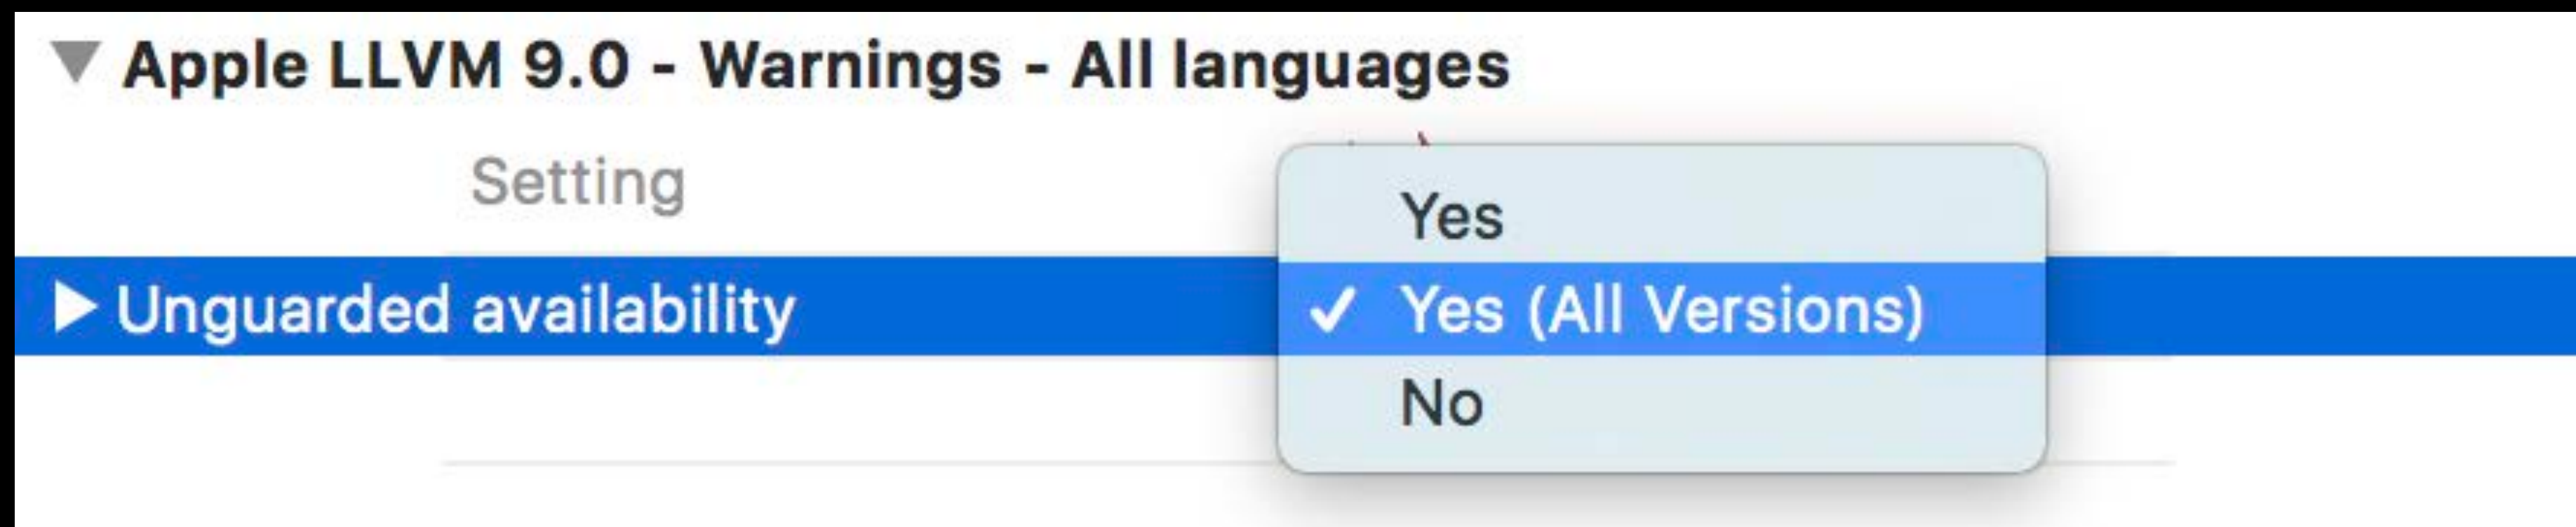 Apple LLVM 9.0 - Warnings - All languages
Setting
Yes
Unguarded availability
✓ Yes (All Versions)
No